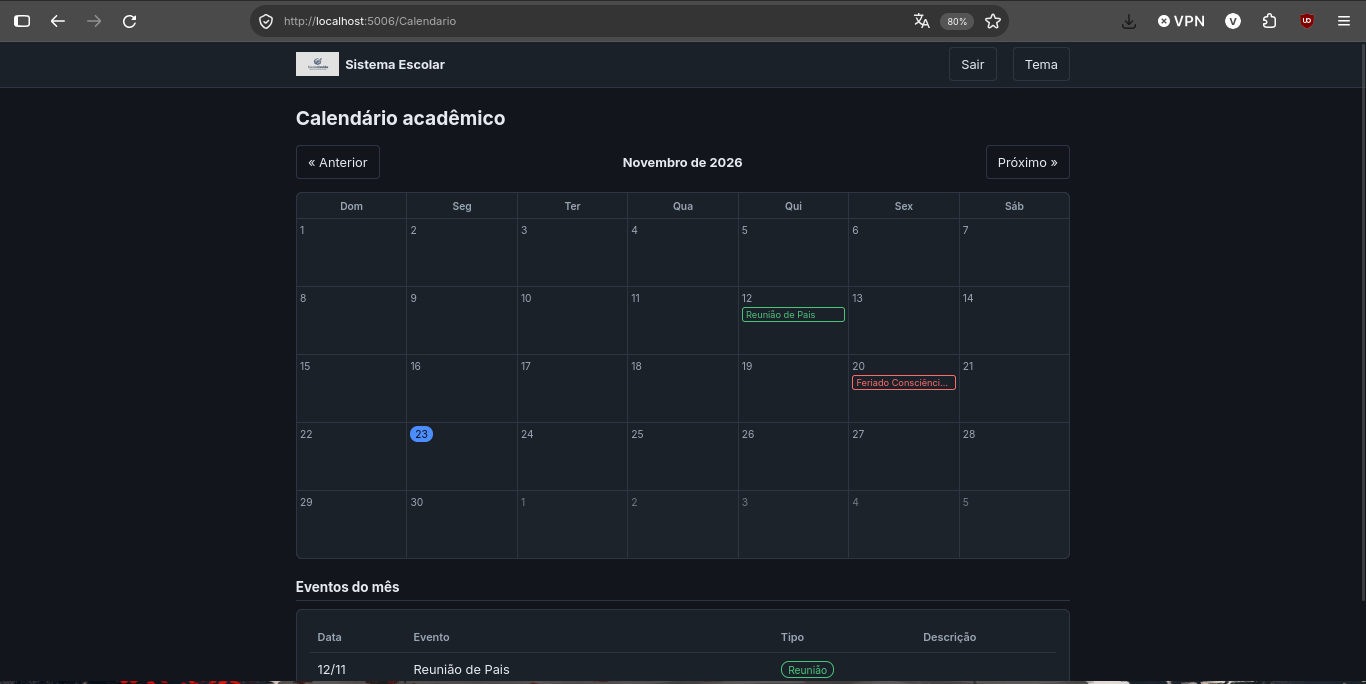 http://localhost:5006/Calendario
80%
VPN
Sistema Escolar
Sair
Tema
Calendário acadêmico
« Anterior
Novembro de 2026
Próximo »
Dom Seg Ter Qua Qui Sex Sáb
1 2 3 4 5 6 7
8 9 10 11 12 13 14
Reunião de Pais
15 16 17 18 19 20 21
Feriado Consciênci...
22 23 24 25 26 27 28
29 30 1 2 3 4 5
Eventos do mês
Data Evento Tipo Descrição
12/11 Reunião de Pais Reunião